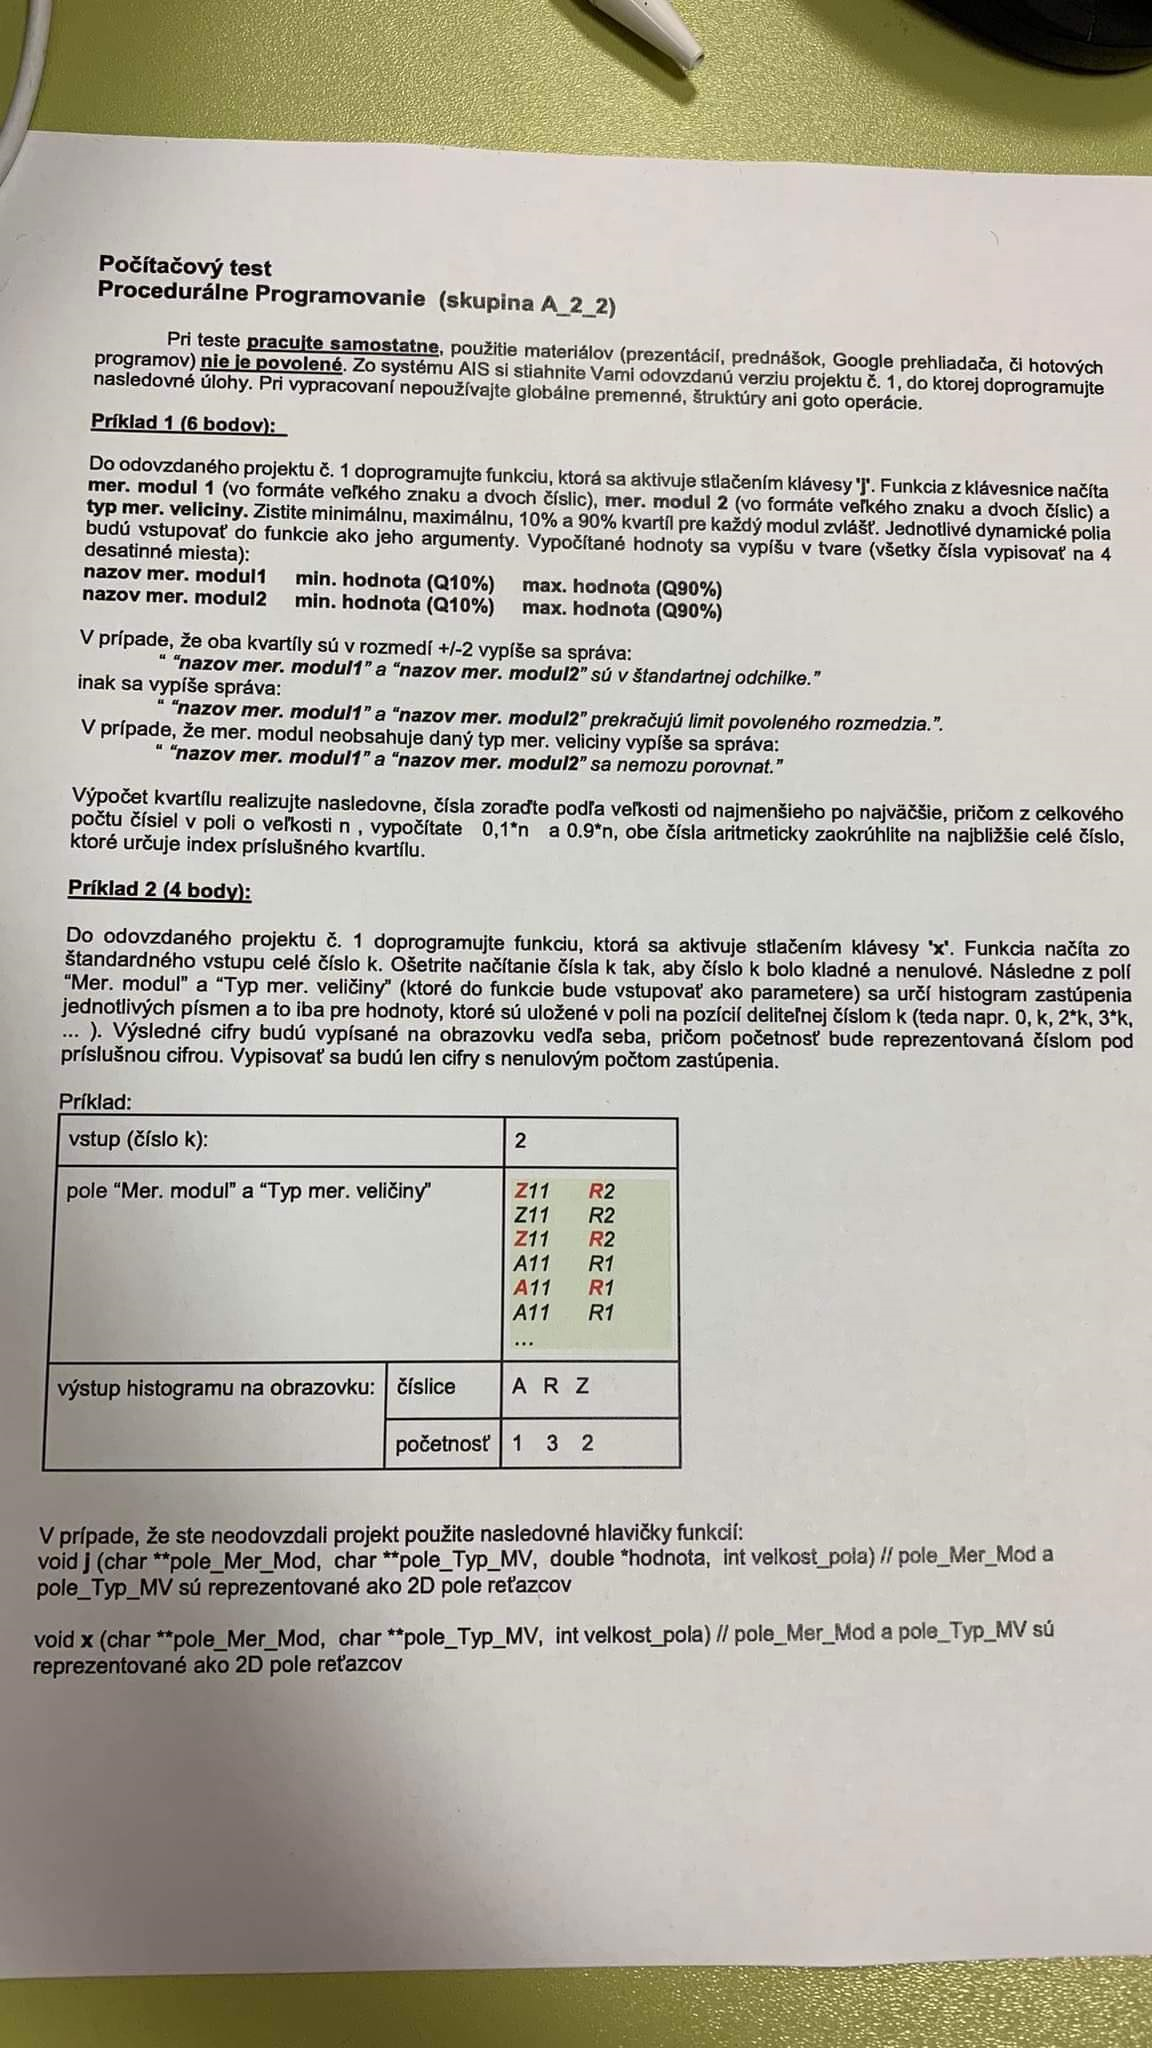 Počítačový test
Procedurálne Programovanie (skupina A_2_2)
Pri teste pracujte samostatne, použitie materiálov (prezentácií, prednášok, Google prehliadača, či hotových
programov) nie je povolené. Zo systému AIS si stiahnite Vami odovzdanú verziu projektu č. 1, do ktorej doprogramujte
nasledovné úlohy. Pri vypracovaní nepoužívajte globálne premenné, štruktúry ani goto operácie.
Príklad 1 (6 bodov):
Do odovzdaného projektu č. 1 doprogramujte funkciu, ktorá sa aktivuje stlačením klávesy 'j'. Funkcia z klávesnice načíta
mer. modul 1 (vo formáte veľkého znaku a dvoch číslic), mer. modul 2 (vo formáte veľkého znaku a dvoch číslic) a
typ mer. veliciny. Zistite minimálnu, maximálnu, 10% a 90% kvartíl pre každý modul zvlášť. Jednotlivé dynamické polia
budú vstupovať do funkcie ako jeho argumenty. Vypočítané hodnoty sa vypíšu v tvare (všetky čísla vypisovať na 4
desatinné miesta):
nazov mer. modul1 min. hodnota (Q10%) max. hodnota (Q90%)
nazov mer. modul2 min. hodnota (Q10%) max. hodnota (Q90%)
V prípade, že oba kvartíly sú v rozmedí +/-2 vypíše sa správa:
“ “nazov mer. modul1” a “nazov mer. modul2” sú v štandartnej odchilke.”
inak sa vypíše správa:
“ “nazov mer. modul1” a “nazov mer. modul2” prekračujú limit povoleného rozmedzia.”.
V prípade, že mer. modul neobsahuje daný typ mer. veliciny vypíše sa správa:
“ “nazov mer. modul1” a “nazov mer. modul2” sa nemozu porovnat.”
Výpočet kvartílu realizujte nasledovne, čísla zoraďte podľa veľkosti od najmenšieho po najväčšie, pričom z celkového
počtu čísiel v poli o veľkosti n , vypočítate 0,1*n a 0.9*n, obe čísla aritmeticky zaokrúhlite na najbližšie celé číslo,
ktoré určuje index príslušného kvartílu.
Príklad 2 (4 body):
Do odovzdaného projektu č. 1 doprogramujte funkciu, ktorá sa aktivuje stlačením klávesy 'x'. Funkcia načíta zo
štandardného vstupu celé číslo k. Ošetrite načítanie čísla k tak, aby číslo k bolo kladné a nenulové. Následne z polí
“Mer. modul” a “Typ mer. veličiny” (ktoré do funkcie bude vstupovať ako parametere) sa určí histogram zastúpenia
jednotlivých písmen a to iba pre hodnoty, ktoré sú uložené v poli na pozícií deliteľnej číslom k (teda napr. 0, k, 2*k, 3*k,
... ). Výsledné cifry budú vypísané na obrazovku vedľa seba, pričom početnosť bude reprezentovaná číslom pod
príslušnou cifrou. Vypisovať sa budú len cifry s nenulovým počtom zastúpenia.
Príklad:
vstup (číslo k): 2
pole “Mer. modul” a “Typ mer. veličiny” Z11 R2
Z11 R2
Z11 R2
A11 R1
A11 R1
A11 R1
...
výstup histogramu na obrazovku: číslice A R Z
početnosť 1 3 2
V prípade, že ste neodovzdali projekt použite nasledovné hlavičky funkcií:
void j (char **pole_Mer_Mod, char **pole_Typ_MV, double *hodnota, int velkost_pola) // pole_Mer_Mod a
pole_Typ_MV sú reprezentované ako 2D pole reťazcov
void x (char **pole_Mer_Mod, char **pole_Typ_MV, int velkost_pola) // pole_Mer_Mod a pole_Typ_MV sú
reprezentované ako 2D pole reťazcov